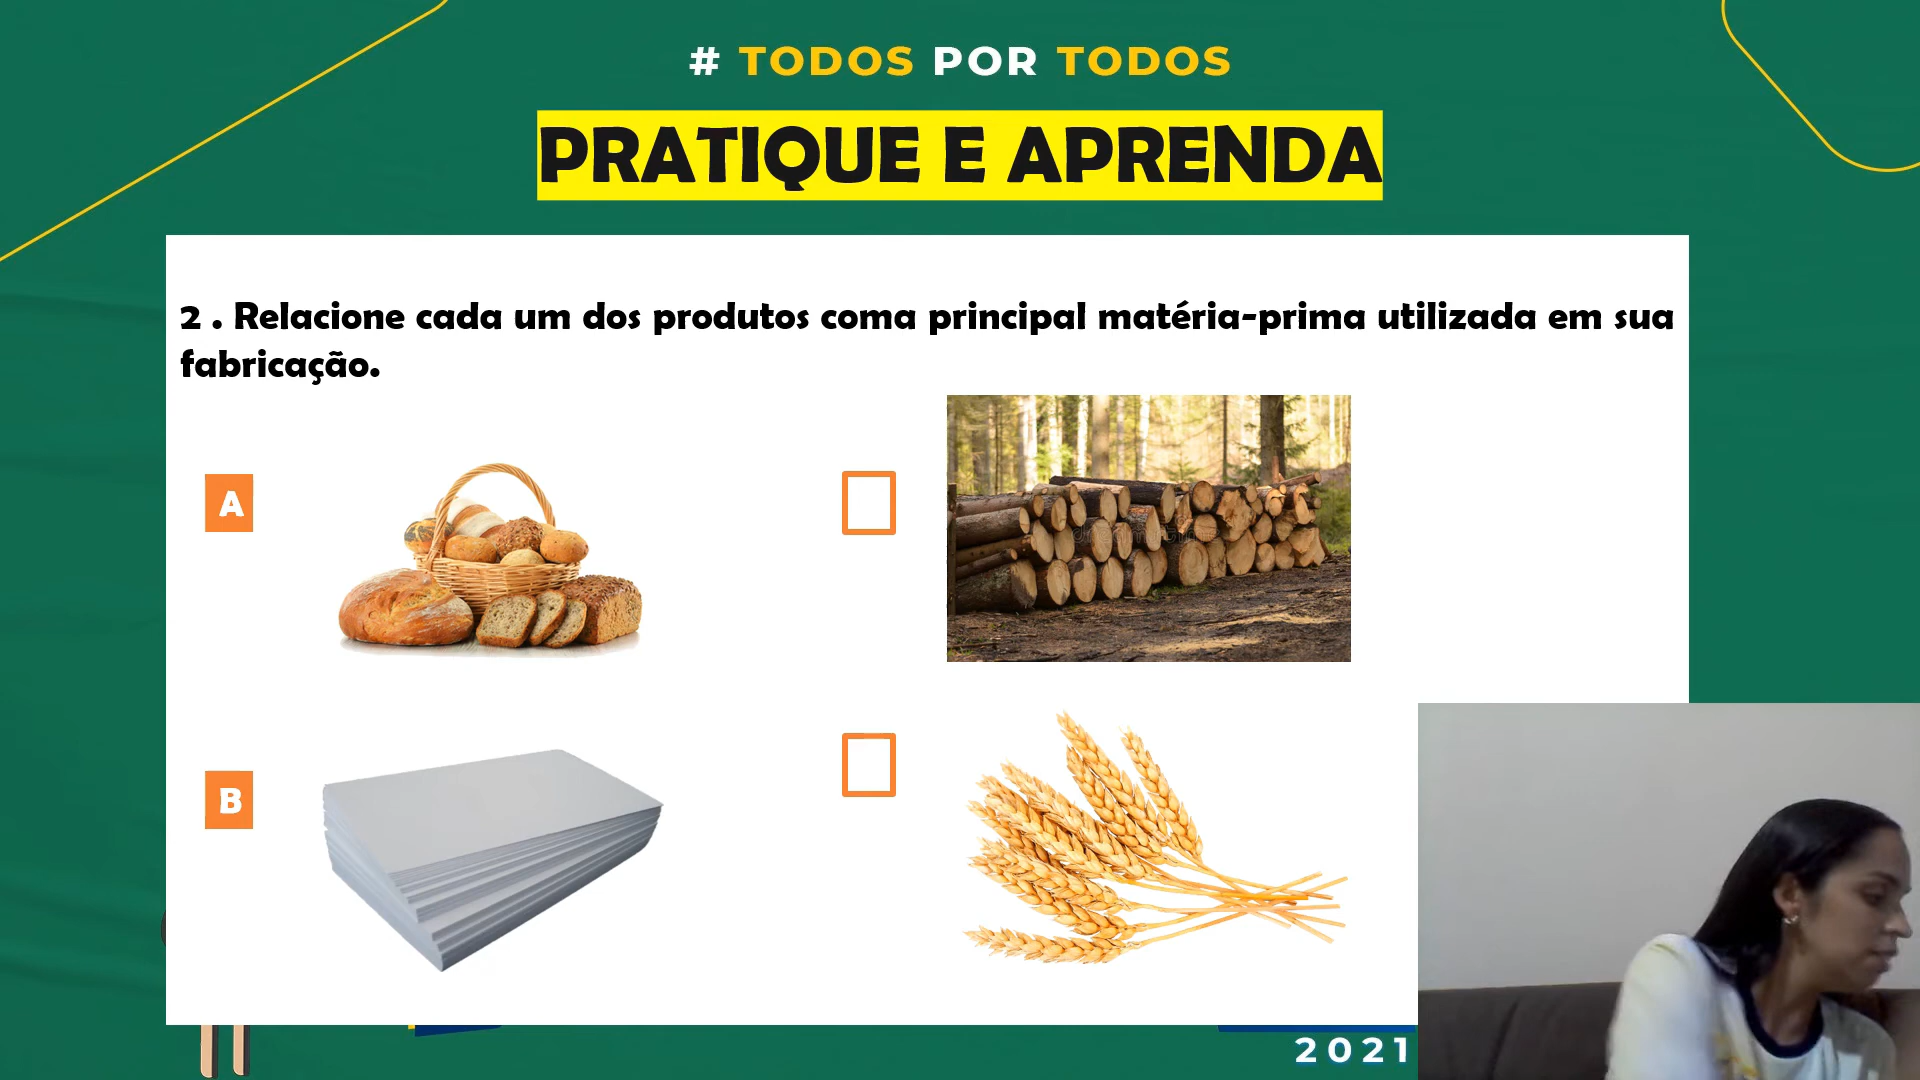 # TODOS POR TODOS
PRATIQUE E APRENDA
2 . Relacione cada um dos produtos coma principal matéria-prima utilizada em sua
fabricação.
A
B
2021